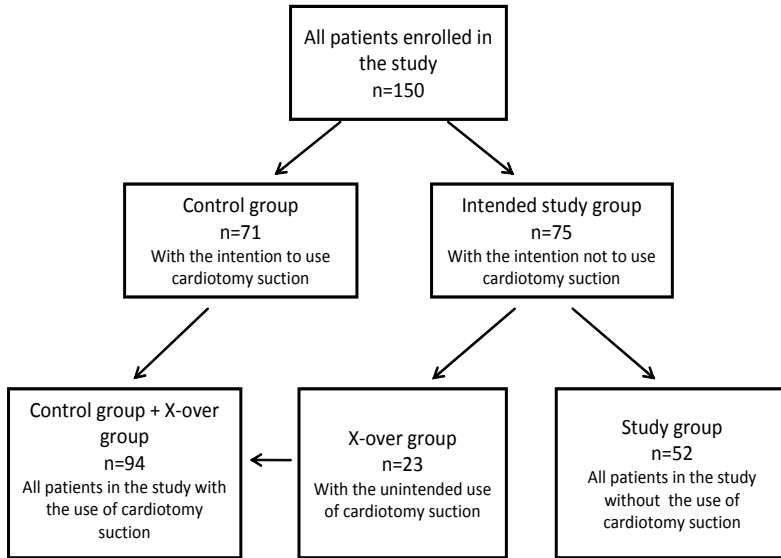 All patients enrolled in
the study
n=150
Control group
n=71
With the intention to use
cardiotomy suction
Intended study group
n=75
With the intention not to use
cardiotomy suction
Control group + X-over
group
n=94
All patients in the study with
the use of cardiotomy
suction
X-over group
n=23
With the unintended use
of cardiotomy suction
Study group
n=52
All patients in the study
without the use of
cardiotomy suction